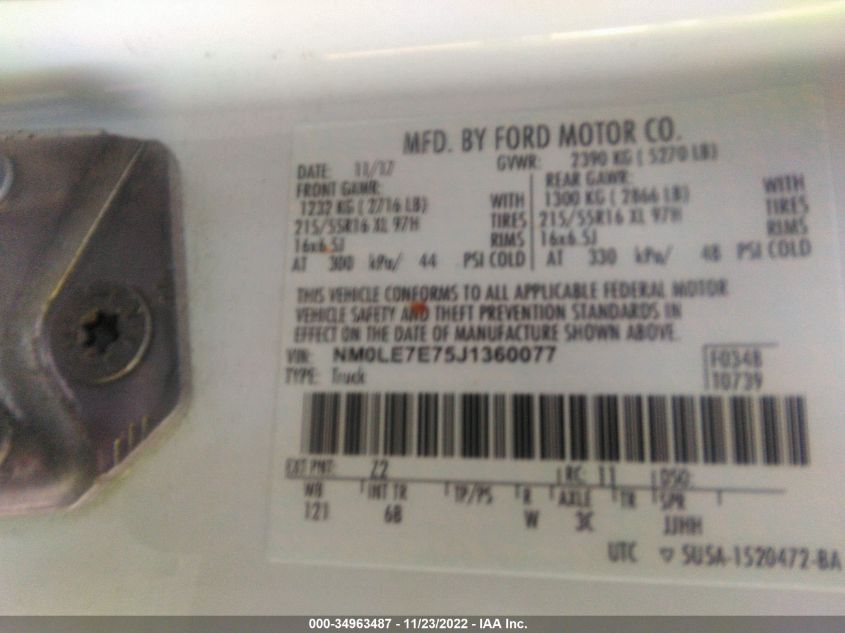 MFD. BY FORD MOTOR CO.
DATE: 11/17 GVWR: 2390 KG ( 5270 LB)
FRONT GAWR: REAR GAWR:
1232 KG ( 2716 LB) WITH 1300 KG ( 2866 LB) WITH
215/55R16 XL 97H TIRES 215/55R16 XL 97H TIRES
16x6.5J RIMS 16x6.5J RIMS
AT 300 kPa/ 44 PSI COLD AT 330 kPa/ 48 PSI COLD
THIS VEHICLE CONFORMS TO ALL APPLICABLE FEDERAL MOTOR
VEHICLE SAFETY AND THEFT PREVENTION STANDARDS IN
EFFECT ON THE DATE OF MANUFACTURE SHOWN ABOVE.
VIN: NM0LE7E75J1360077 F0348
TYPE: Truck 10739
EXT PNT: Z2 RC: 11 DSO:
WB INT TR TP/PS R AXLE TR SPR
121 6B W 3C JJHH
UTC ▽ SUSA-1520472-BA
000-34963487 - 11/23/2022 - IAA Inc.